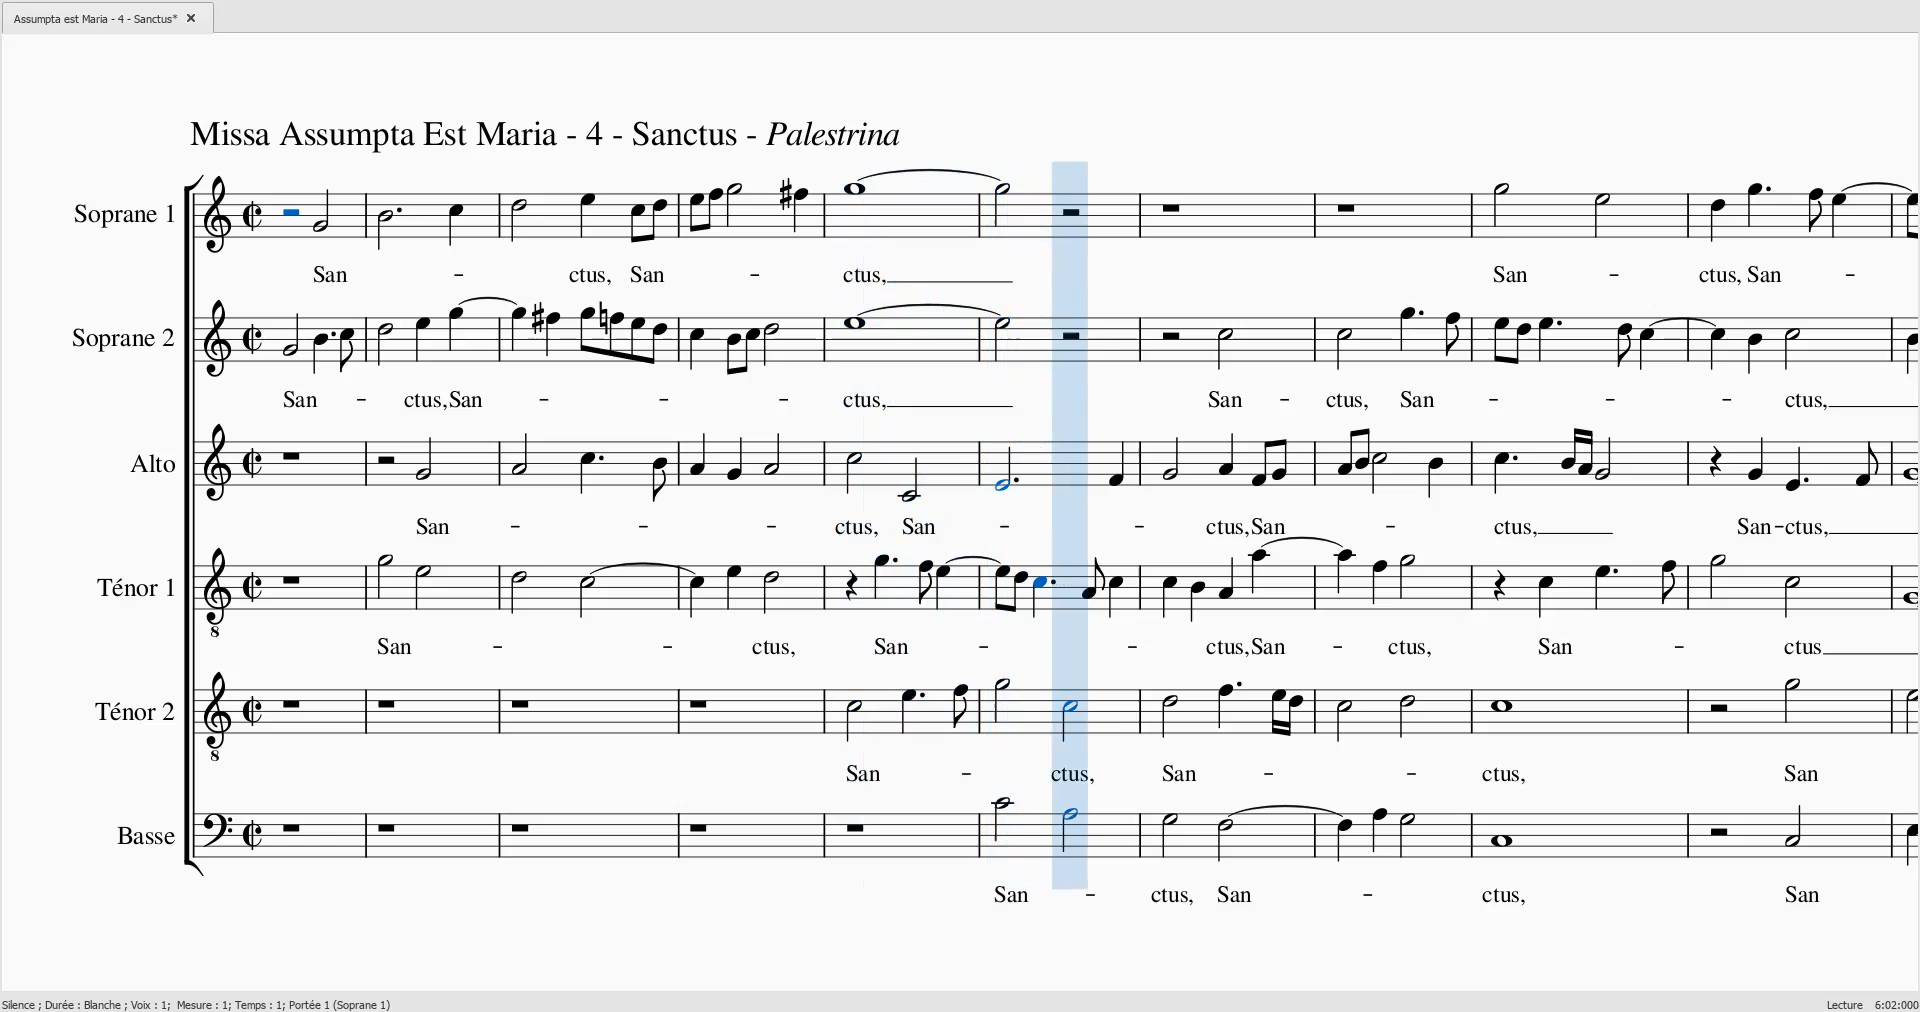 Assumpta est Maria - 4 - Sanctus*
Missa Assumpta Est Maria - 4 - Sanctus - Palestrina
Soprane 1
San - ctus, San - ctus, San - ctus, San -
Soprane 2
San - ctus, San - - - ctus, San - ctus, San - - - ctus,
Alto
San - - - ctus, San - - ctus, San - ctus, San - ctus,
Ténor 1
San - - ctus, San - - ctus, San - ctus, San - ctus
Ténor 2
San - ctus, San - - ctus, San
Basse
San - ctus, San - ctus, San
Silence ; Durée : Blanche ; Voix : 1; Mesure : 1; Temps : 1; Portée 1 (Soprane 1)
Lecture 6:02:000